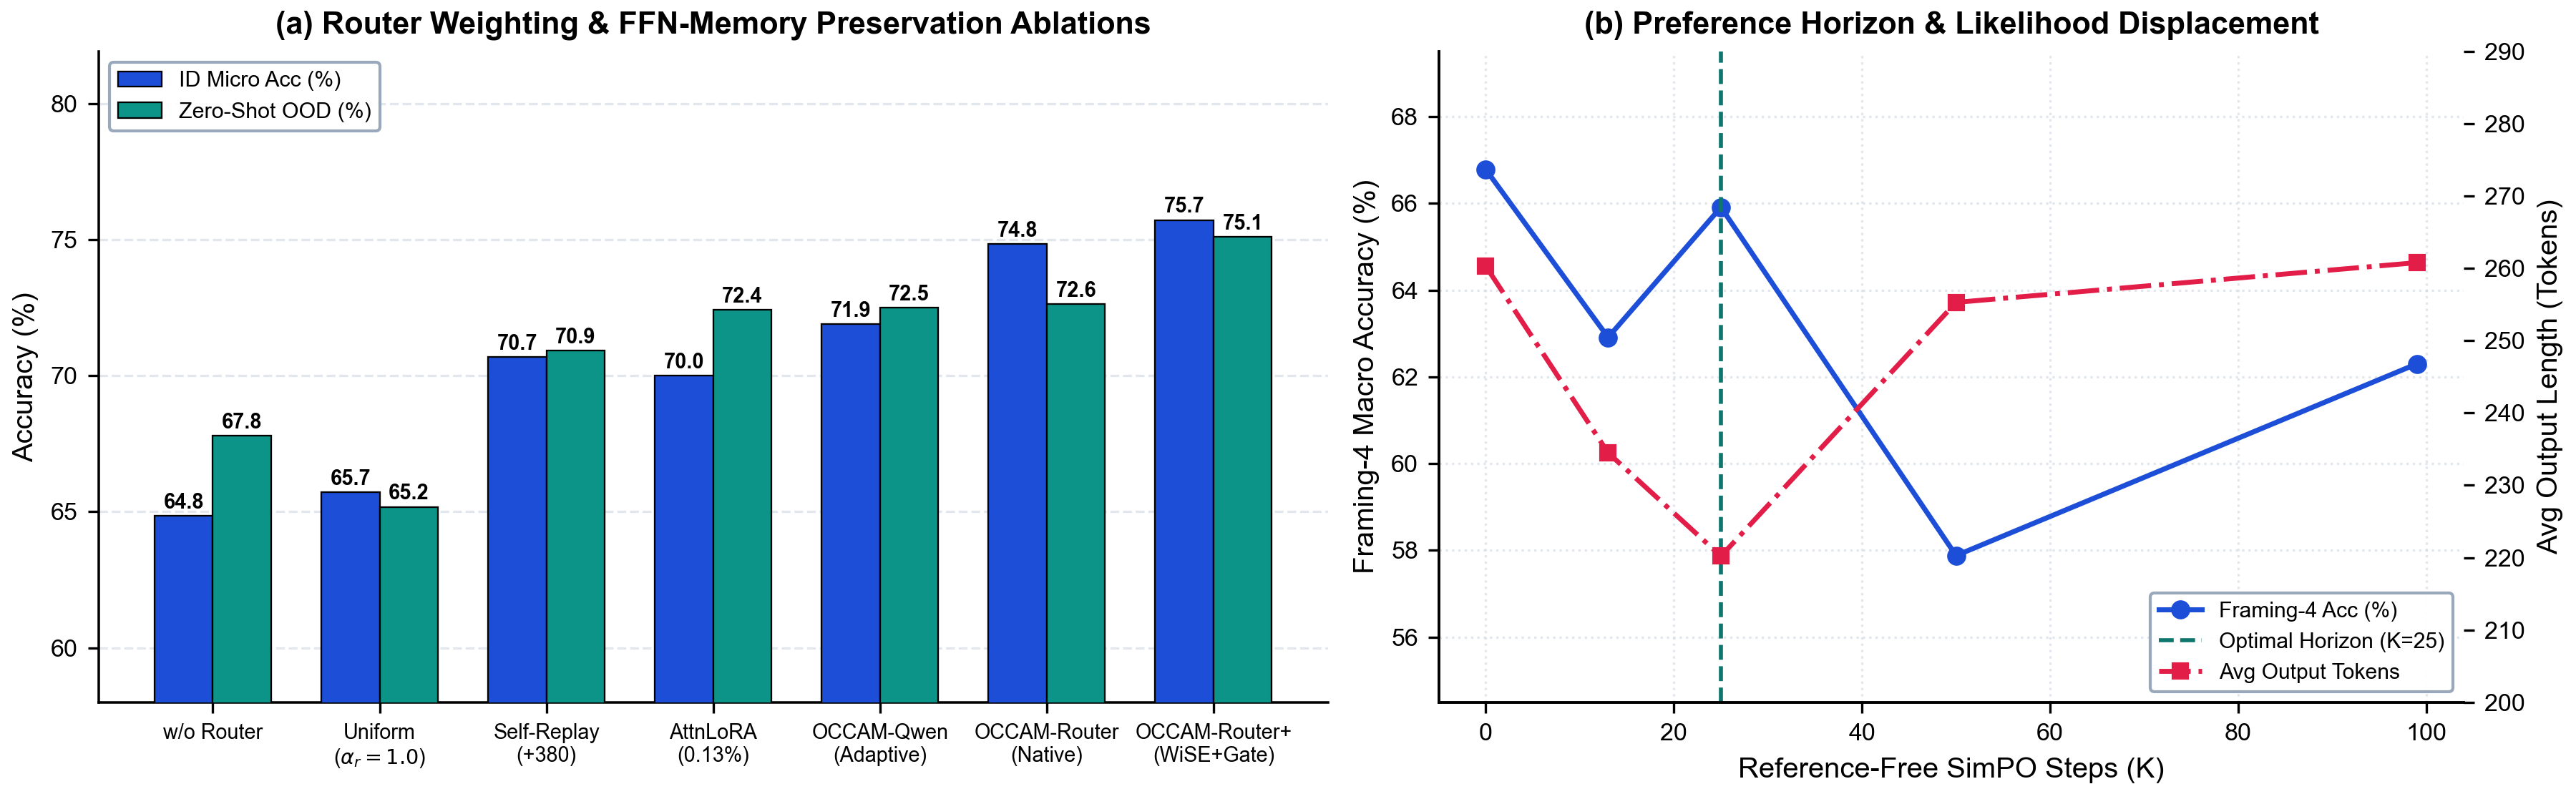 (a) Router Weighting & FFN-Memory Preservation Ablations
Accuracy (%)
80
75
70
65
60
ID Micro Acc (%)
Zero-Shot OOD (%)
64.8
67.8
65.7
65.2
70.7
70.9
70.0
72.4
71.9
72.5
74.8
72.6
75.7
75.1
w/o Router
Uniform
(αr = 1.0)
Self-Replay
(+380)
AttnLoRA
(0.13%)
OCCAM-Qwen
(Adaptive)
OCCAM-Router
(Native)
OCCAM-Router+
(WiSE+Gate)
(b) Preference Horizon & Likelihood Displacement
Framing-4 Macro Accuracy (%)
68
66
64
62
60
58
56
290
280
270
260
250
240
230
220
210
200
Avg Output Length (Tokens)
Framing-4 Acc (%)
Optimal Horizon (K=25)
Avg Output Tokens
0
20
40
60
80
100
Reference-Free SimPO Steps (K)